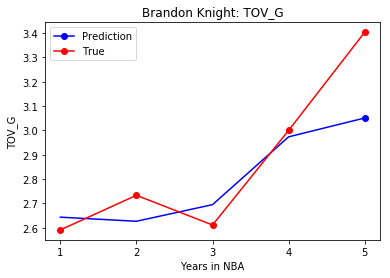 Brandon Knight: TOV_G
Prediction
True
TOV_G
3.4
3.3
3.2
3.1
3.0
2.9
2.8
2.7
2.6
1 2 3 4 5
Years in NBA